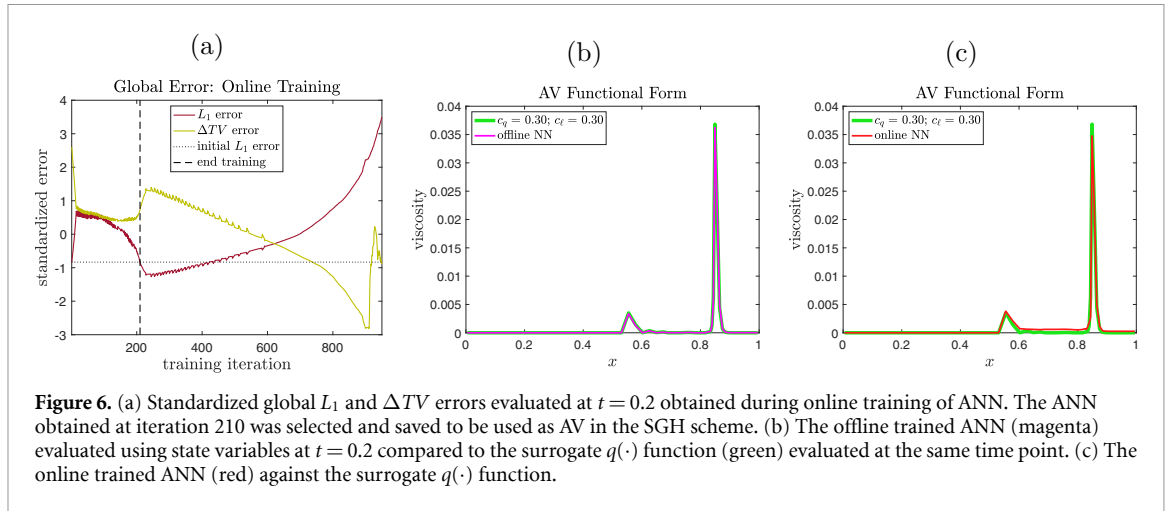 (a)
Global Error: Online Training
standardized error
4
3
2
1
0
-1
-2
-3
200
400
600
800
training iteration
L₁ error
ΔTV error
initial L₁ error
end training
(b)
AV Functional Form
viscosity
0.04
0.035
0.03
0.025
0.02
0.015
0.01
0.005
0
0
0.2
0.4
0.6
0.8
1
x
c_q = 0.30; c_ℓ = 0.30
offline NN
(c)
AV Functional Form
viscosity
0.04
0.035
0.03
0.025
0.02
0.015
0.01
0.005
0
0
0.2
0.4
0.6
0.8
1
x
c_q = 0.30; c_ℓ = 0.30
online NN
Figure 6. (a) Standardized global L₁ and ΔTV errors evaluated at t = 0.2 obtained during online training of ANN. The ANN
obtained at iteration 210 was selected and saved to be used as AV in the SGH scheme. (b) The offline trained ANN (magenta)
evaluated using state variables at t = 0.2 compared to the surrogate q(·) function (green) evaluated at the same time point. (c) The
online trained ANN (red) against the surrogate q(·) function.